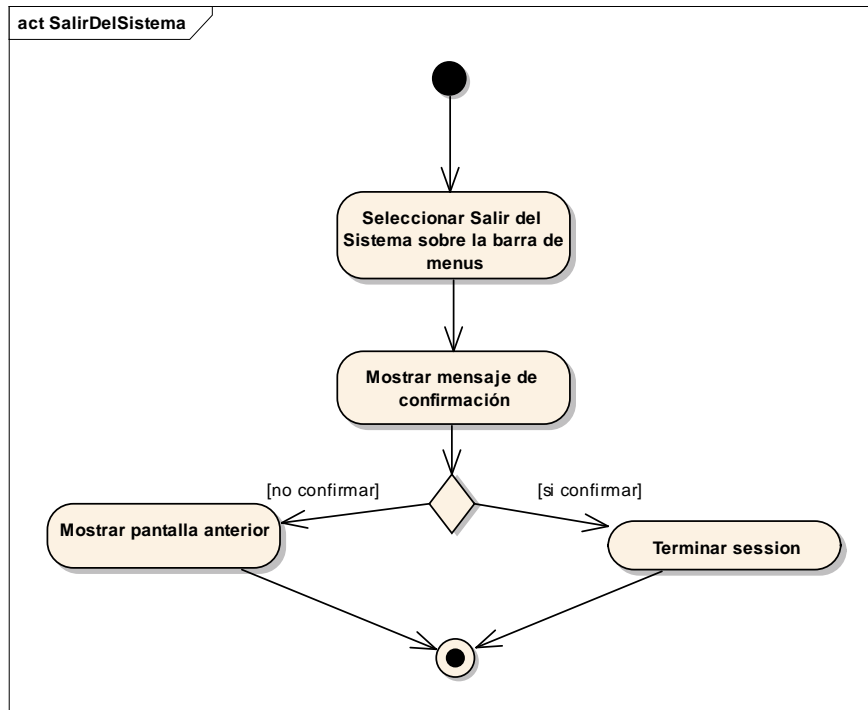 act SalirDelSistema
Seleccionar Salir del
Sistema sobre la barra de
menus
Mostrar mensaje de
confirmación
[no confirmar]
[si confirmar]
Mostrar pantalla anterior
Terminar session